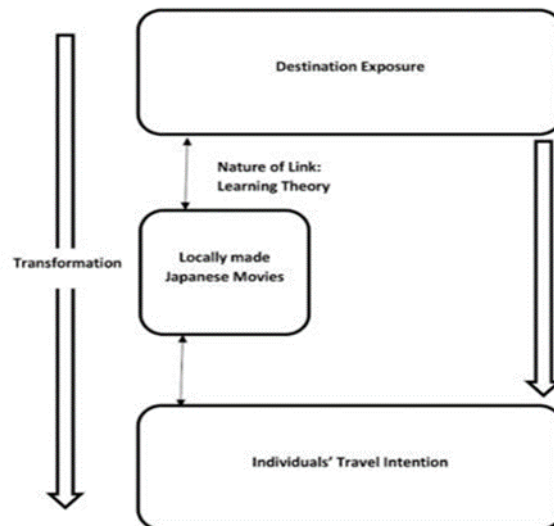 Destination Exposure
Nature of Link:
Learning Theory
Locally made
Japanese Movies
Transformation
Individuals’ Travel Intention